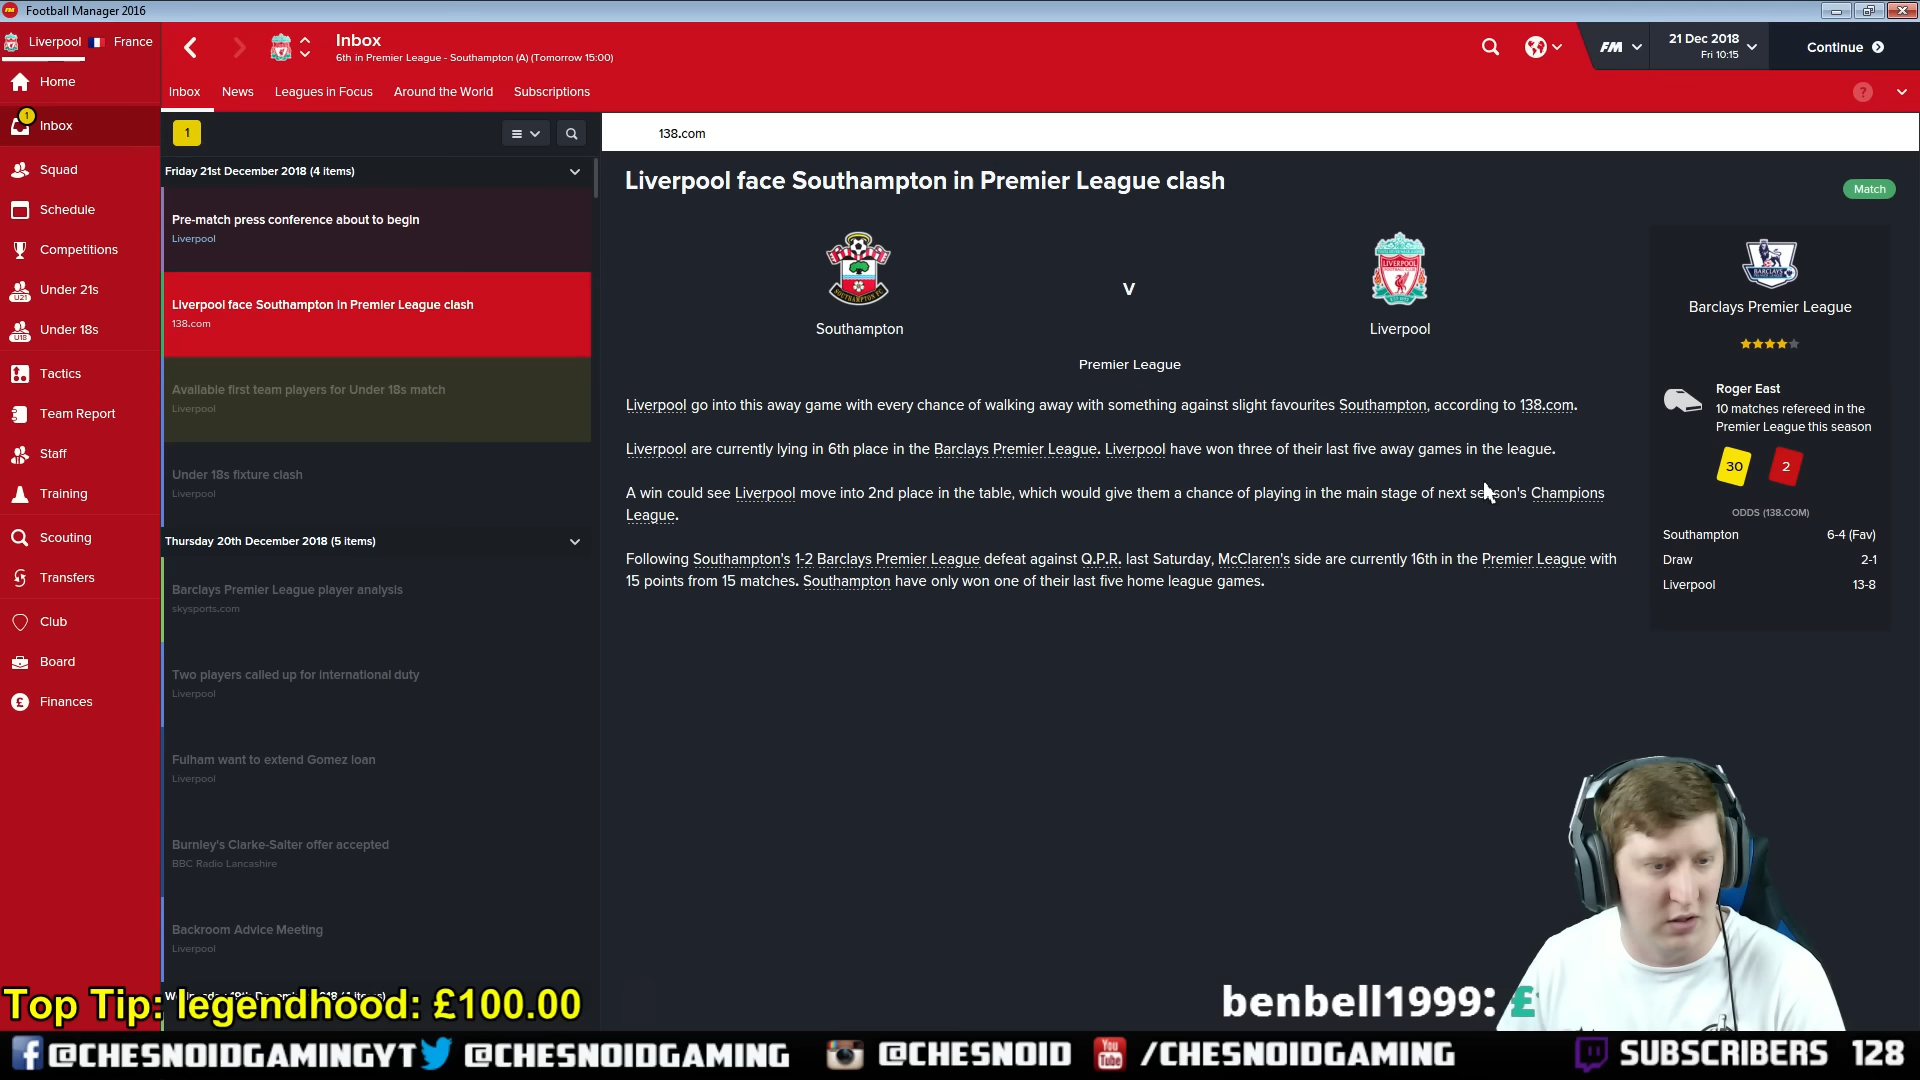 Football Manager 2016
Liverpool France
Inbox
6th in Premier League - Southampton (A) (Tomorrow 15:00)
FM
21 Dec 2018
Fri 10:15
Continue
Inbox News Leagues in Focus Around the World Subscriptions
?
Home
1
Inbox
Squad
Schedule
Competitions
U21
Under 21s
U18
Under 18s
Tactics
Team Report
Staff
Training
Scouting
Transfers
Club
Board
£ Finances
1
Friday 21st December 2018 (4 items)
Pre-match press conference about to begin
Liverpool
Liverpool face Southampton in Premier League clash
138.com
Available first team players for Under 18s match
Liverpool
Under 18s fixture clash
Liverpool
Thursday 20th December 2018 (5 items)
Barclays Premier League player analysis
skysports.com
Two players called up for international duty
Liverpool
Fulham want to extend Gomez loan
Liverpool
Burnley's Clarke-Salter offer accepted
BBC Radio Lancashire
Backroom Advice Meeting
Liverpool
138.com
Liverpool face Southampton in Premier League clash
Match
Southampton
v
Liverpool
Premier League
Liverpool go into this away game with every chance of walking away with something against slight favourites Southampton, according to 138.com.
Liverpool are currently lying in 6th place in the Barclays Premier League. Liverpool have won three of their last five away games in the league.
A win could see Liverpool move into 2nd place in the table, which would give them a chance of playing in the main stage of next season's Champions
League.
Following Southampton's 1-2 Barclays Premier League defeat against Q.P.R. last Saturday, McClaren's side are currently 16th in the Premier League with
15 points from 15 matches. Southampton have only won one of their last five home league games.
Barclays Premier League
Roger East
10 matches refereed in the
Premier League this season
30 2
ODDS (138.COM)
Southampton 6-4 (Fav)
Draw 2-1
Liverpool 13-8
Top Tip: legendhood: £100.00
benbell1999: £
@CHESNOIDGAMINGYT @CHESNOIDGAMING @CHESNOID You Tube /CHESNOIDGAMING SUBSCRIBERS 128